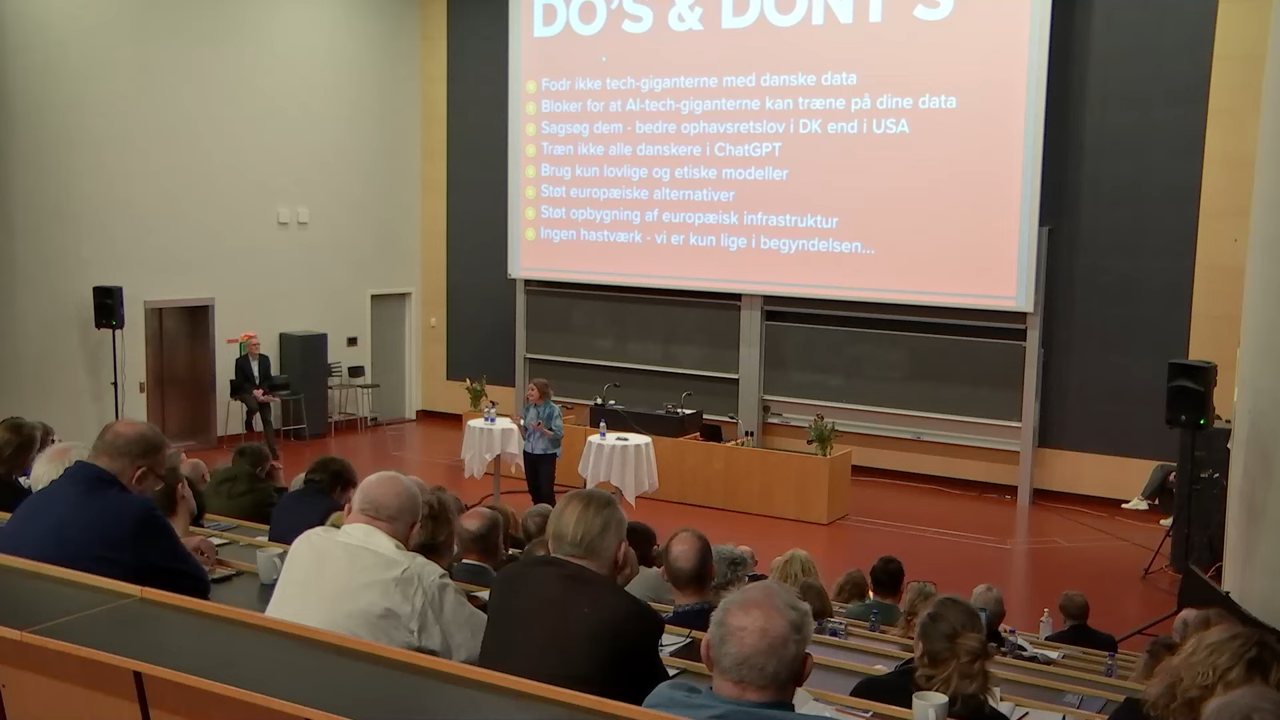 DO'S & DONT'S
Fodr ikke tech-giganterne med danske data
Bloker for at AI-tech-giganterne kan træne på dine data
Sagsøg dem - bedre ophavsretslov i DK end i USA
Træn ikke alle danskere i ChatGPT
Brug kun lovlige og etiske modeller
Støt europæiske alternativer
Støt opbygning af europæisk infrastruktur
Ingen hastværk - vi er kun lige i begyndelsen...